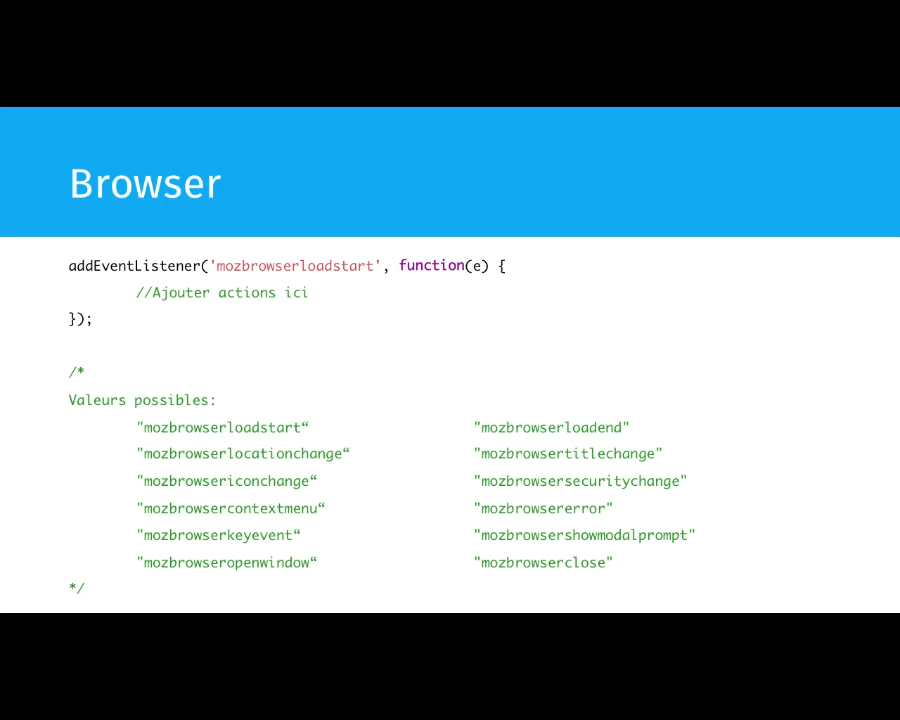 Browser
addEventListener('mozbrowserloadstart', function(e) {
//Ajouter actions ici
});
/*
Valeurs possibles:
"mozbrowserloadstart“ "mozbrowserloadend"
"mozbrowserlocationchange“ "mozbrowsertitlechange"
"mozbrowsericonchange“ "mozbrowsersecuritychange"
"mozbrowsercontextmenu“ "mozbrowsererror"
"mozbrowserkeyevent“ "mozbrowsershowmodalprompt"
"mozbrowseropenwindow“ "mozbrowserclose"
*/